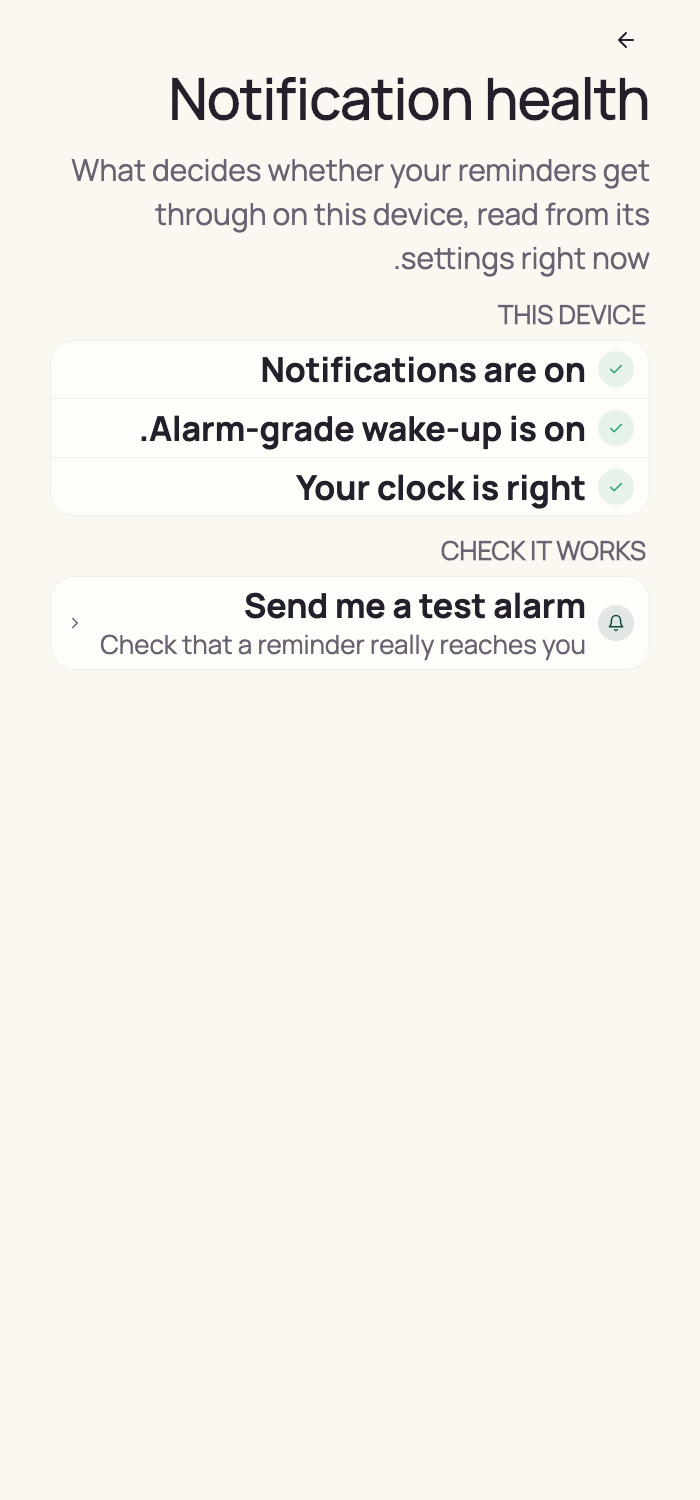 Notification health
What decides whether your reminders get
through on this device, read from its
.settings right now
THIS DEVICE
Notifications are on
.Alarm-grade wake-up is on
Your clock is right
CHECK IT WORKS
Send me a test alarm
Check that a reminder really reaches you